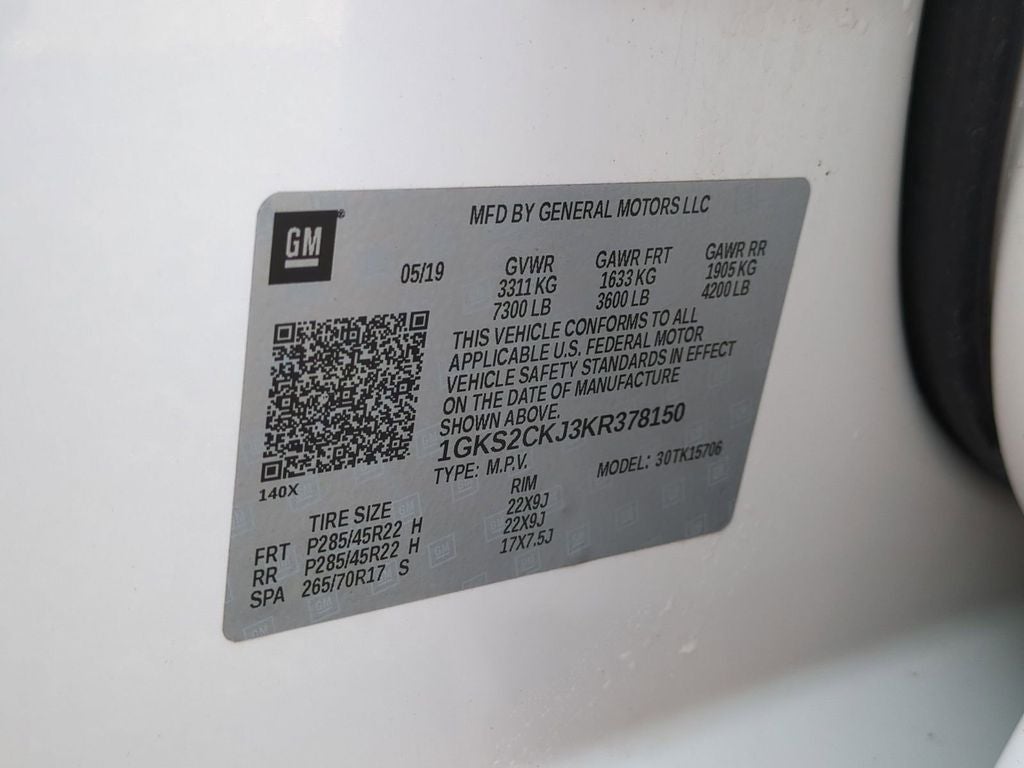 GM
MFD BY GENERAL MOTORS LLC
05/19
GVWR GAWR FRT GAWR RR
3311 KG 1633 KG 1905 KG
7300 LB 3600 LB 4200 LB
THIS VEHICLE CONFORMS TO ALL
APPLICABLE U.S. FEDERAL MOTOR
VEHICLE SAFETY STANDARDS IN EFFECT
ON THE DATE OF MANUFACTURE
SHOWN ABOVE.
1GKS2CKJ3KR378150
TYPE: M.P.V. MODEL: 30TK15706
140X
TIRE SIZE RIM
FRT P285/45R22 H 22X9J
RR P285/45R22 H 22X9J
SPA 265/70R17 S 17X7.5J